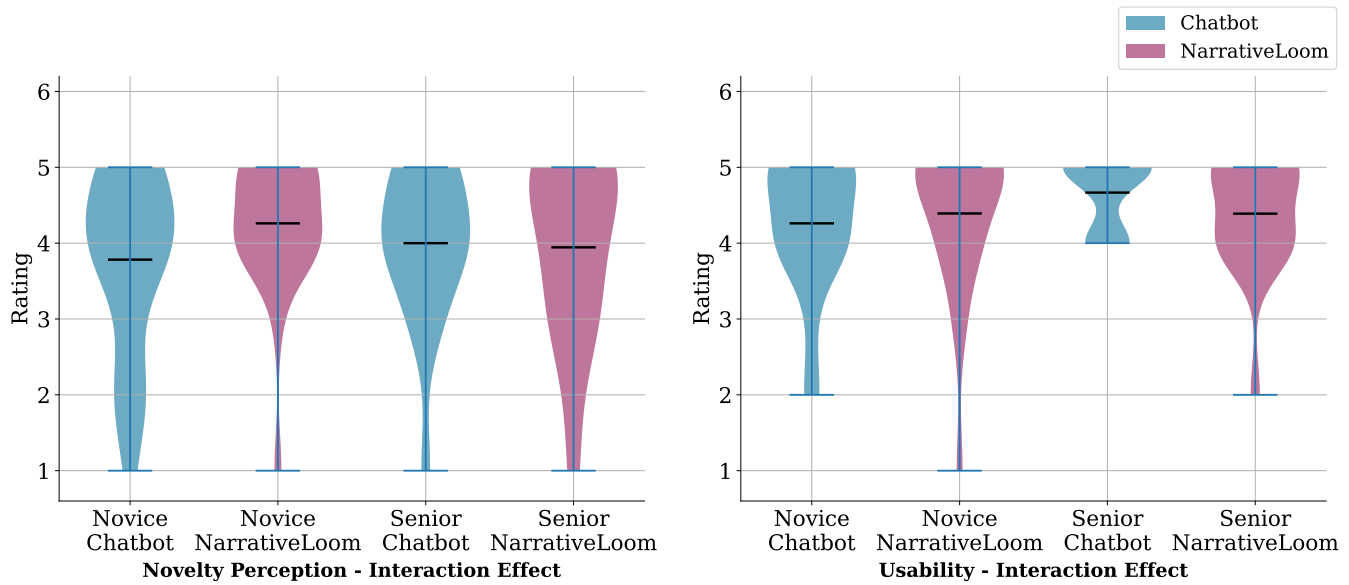 Chatbot
NarrativeLoom
6
5
4
3
2
1
Rating
Novice
Chatbot
Novice
NarrativeLoom
Senior
Chatbot
Senior
NarrativeLoom
Novelty Perception - Interaction Effect
6
5
4
3
2
1
Rating
Novice
Chatbot
Novice
NarrativeLoom
Senior
Chatbot
Senior
NarrativeLoom
Usability - Interaction Effect